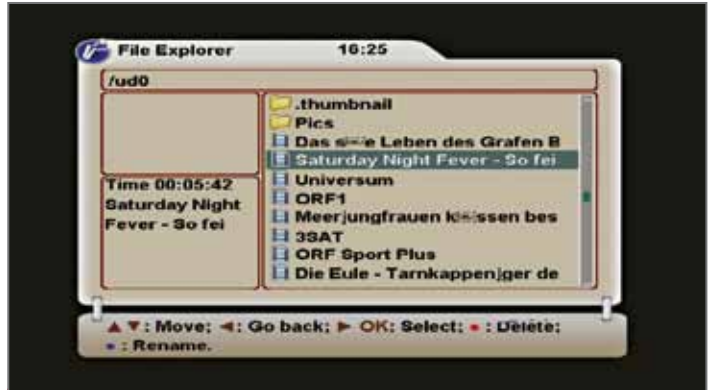 File Explorer 16:25
/ud0
.thumbnail
Pics
Das e Leben des Grafen B
Saturday Night Fever - So fei
Universum
ORF1
Meerjungfrauen ssen bes
3SAT
ORF Sport Plus
Die Eule - Tarnkappenjger de
Time 00:05:42
Saturday Night
Fever - So fei
▲ ▼ : Move; ◄: Go back; ► OK: Select; ● : Delete;
● : Rename.